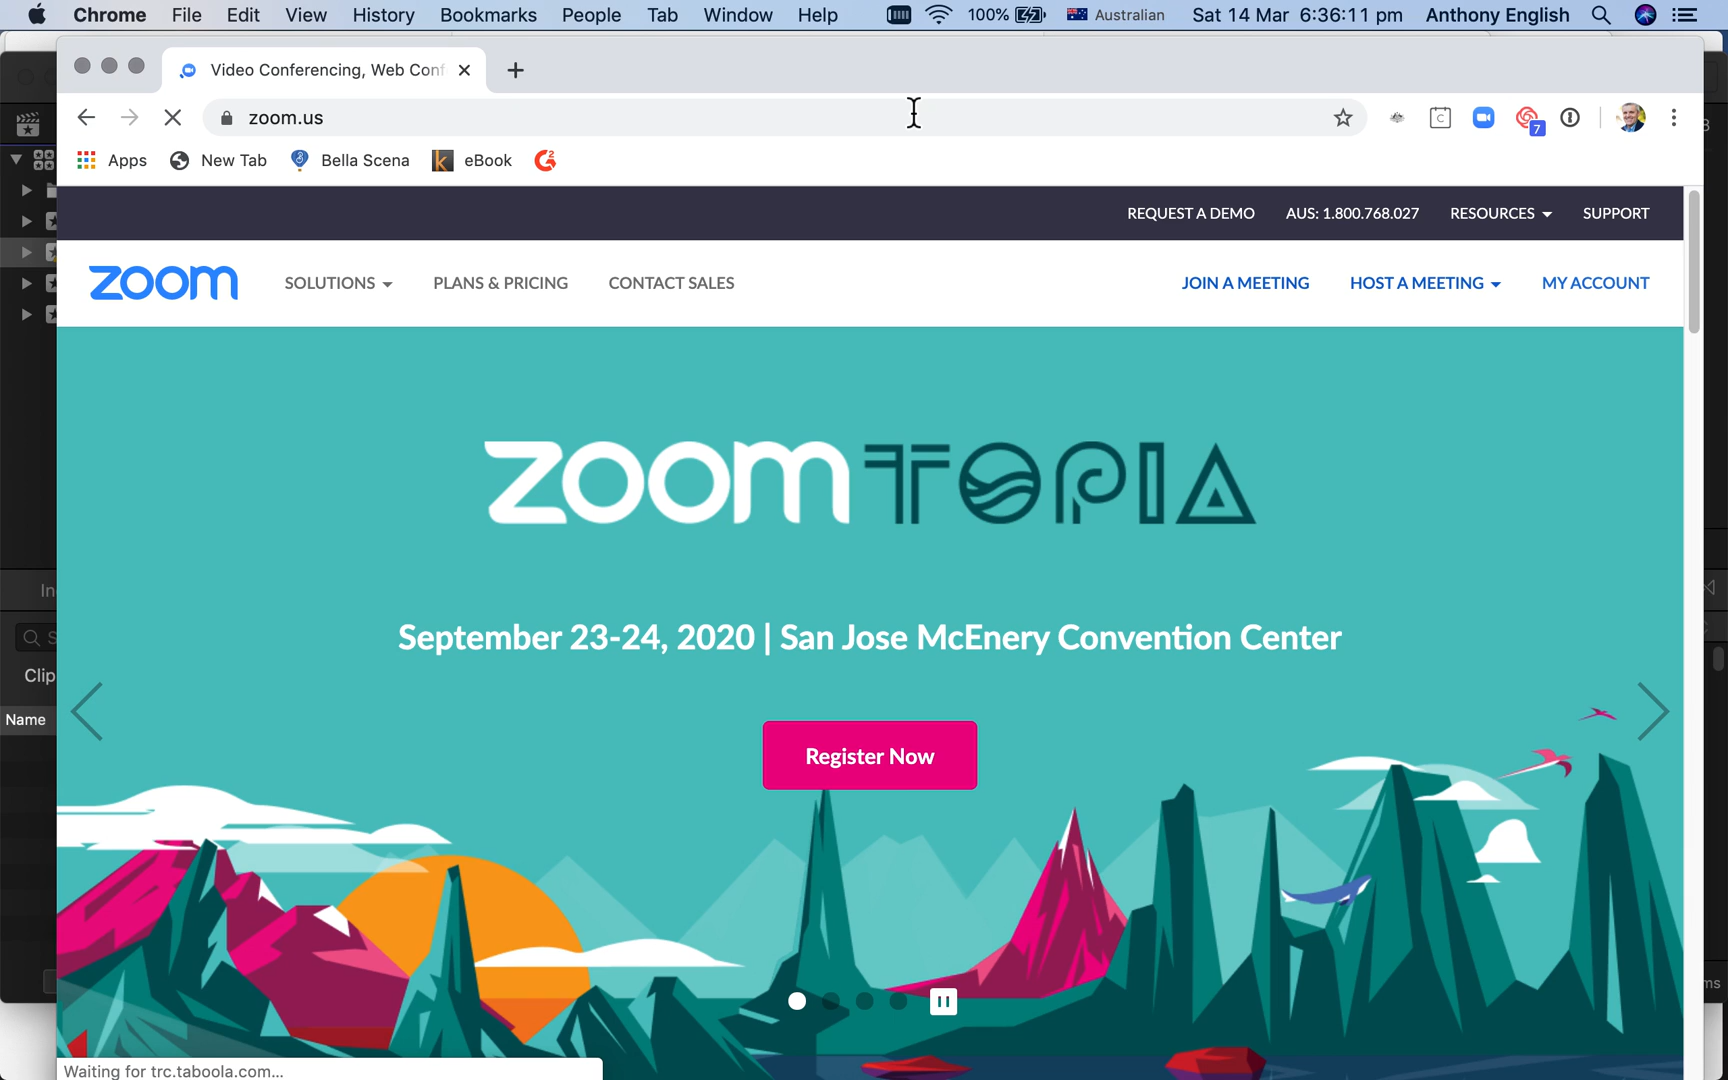 Chrome File Edit View History Bookmarks People Tab Window Help 100% Australian Sat 14 Mar 6:36:11 pm Anthony English
Video Conferencing, Web Conf
zoom.us
7
Apps New Tab Bella Scena eBook
REQUEST A DEMO AUS: 1.800.768.027 RESOURCES SUPPORT
zoom SOLUTIONS PLANS & PRICING CONTACT SALES JOIN A MEETING HOST A MEETING MY ACCOUNT
zoomTOPIA
September 23-24, 2020 | San Jose McEnery Convention Center
Clip
Name
Register Now
Waiting for trc.taboola.com...